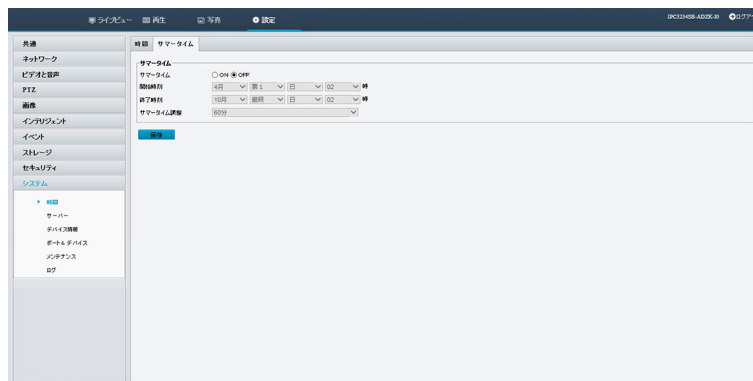 ライブビュー 再生 写真 設定 IPC3234SB-ADZK-I0 ログアウ
共通
ネットワーク
ビデオと音声
PTZ
画像
インテリジェント
イベント
ストレージ
セキュリティ
システム
時間
サーバー
デバイス情報
ポート& デバイス
メンテナンス
ログ
時間 サマータイム
サマータイム
サマータイム ON OFF
開始時刻 4月 第1 日 02 時
終了時刻 10月 最終 日 02 時
サマータイム調整 60分
保存